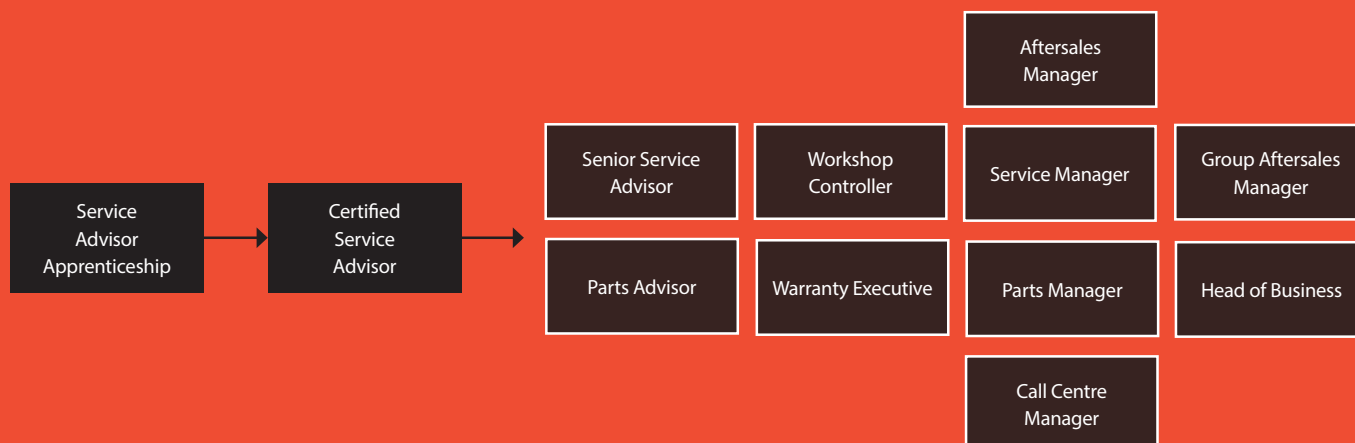 Service
Advisor
Apprenticeship
Certified
Service
Advisor
Senior Service
Advisor
Parts Advisor
Workshop
Controller
Warranty Executive
Aftersales
Manager
Service Manager
Parts Manager
Call Centre
Manager
Group Aftersales
Manager
Head of Business